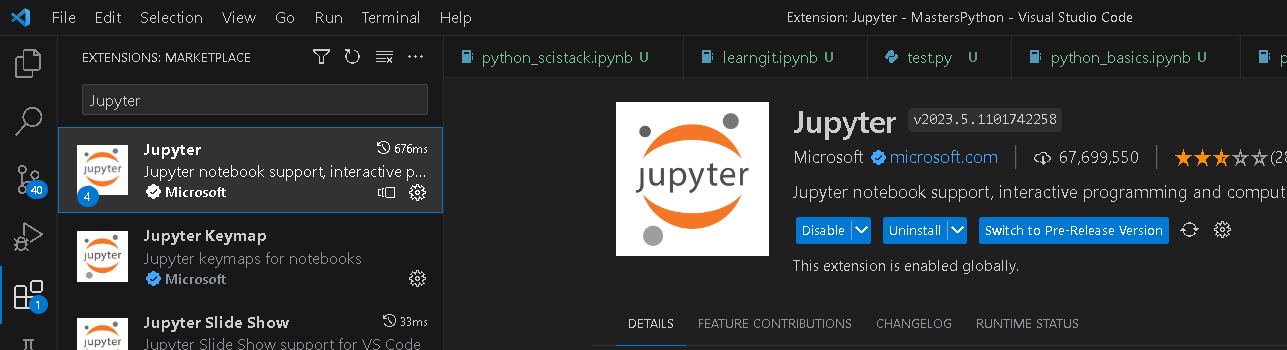 File Edit Selection View Go Run Terminal Help
Extension: Jupyter - MastersPython - Visual Studio Code
EXTENSIONS: MARKETPLACE
python_scistack.ipynb U
learngit.ipynb U
test.py U
python_basics.ipynb U
Jupyter
jupyter
4
Jupyter
676ms
Jupyter notebook support, interactive p...
Microsoft
jupyter
Jupyter Keymap
Jupyter keymaps for notebooks
Microsoft
jupyter
Jupyter Slide Show
33ms
Jupyter Slide Show support for VS Code
40
1
jupyter
Jupyter
v2023.5.1101742258
Microsoft
microsoft.com
67,699,550
Jupyter notebook support, interactive programming and comput
Disable
Uninstall
Switch to Pre-Release Version
This extension is enabled globally.
DETAILS
FEATURE CONTRIBUTIONS
CHANGELOG
RUNTIME STATUS